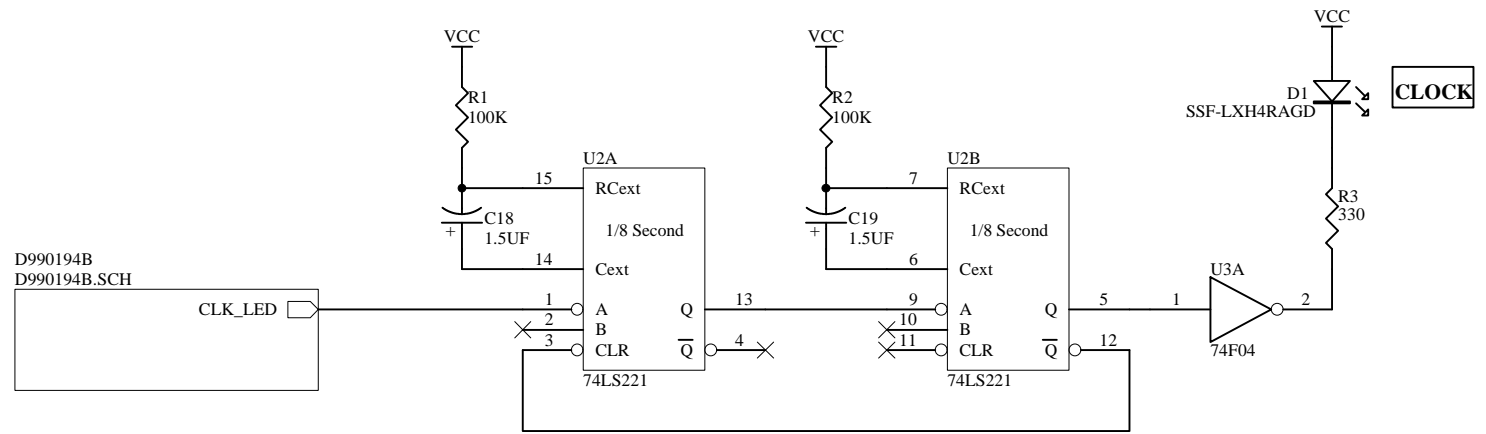 VCC
R1
100K
C18
1.5UF
+
U2A
15 RCext
1/8 Second
14 Cext
1 A Q 13
2 B
3 CLR Q 4
74LS221
D990194B
D990194B.SCH
CLK_LED
VCC
R2
100K
C19
1.5UF
+
U2B
7 RCext
1/8 Second
6 Cext
9 A Q 5
10 B
11 CLR Q 12
74LS221
U3A
1 2
74F04
VCC
D1
SSF-LXH4RAGD
CLOCK
R3
330